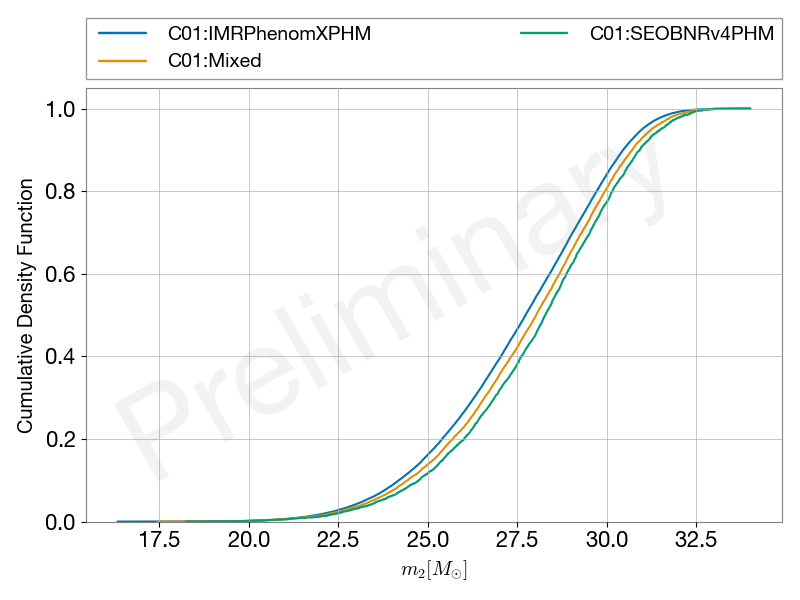 C01:IMRPhenomXPHM
C01:Mixed
C01:SEOBNRv4PHM
Cumulative Density Function
1.0
0.8
0.6
0.4
0.2
0.0
Preliminary
17.5 20.0 22.5 25.0 27.5 30.0 32.5
m₂[M☉]